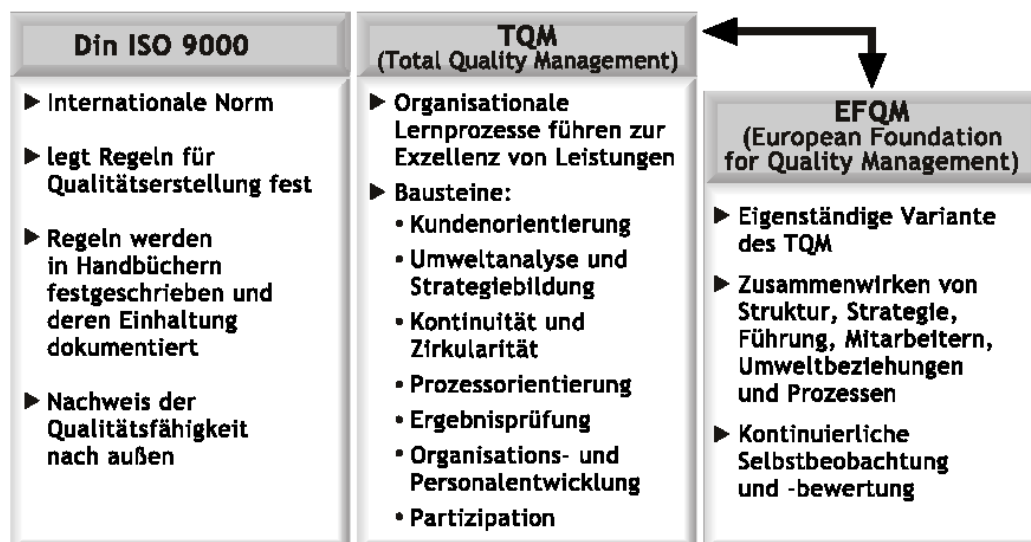 Din ISO 9000
▶ Internationale Norm
▶ legt Regeln für
Qualitätserstellung fest
▶ Regeln werden
in Handbüchern
festgeschrieben und
deren Einhaltung
dokumentiert
▶ Nachweis der
Qualitätsfähigkeit
nach außen
TQM
(Total Quality Management)
▶ Organisationale
Lernprozesse führen zur
Exzellenz von Leistungen
▶ Bausteine:
• Kundenorientierung
• Umweltanalyse und
Strategiebildung
• Kontinuität und
Zirkularität
• Prozessorientierung
• Ergebnisprüfung
• Organisations- und
Personalentwicklung
• Partizipation
EFQM
(European Foundation
for Quality Management)
▶ Eigenständige Variante
des TQM
▶ Zusammenwirken von
Struktur, Strategie,
Führung, Mitarbeitern,
Umweltbeziehungen
und Prozessen
▶ Kontinuierliche
Selbstbeobachtung
und -bewertung